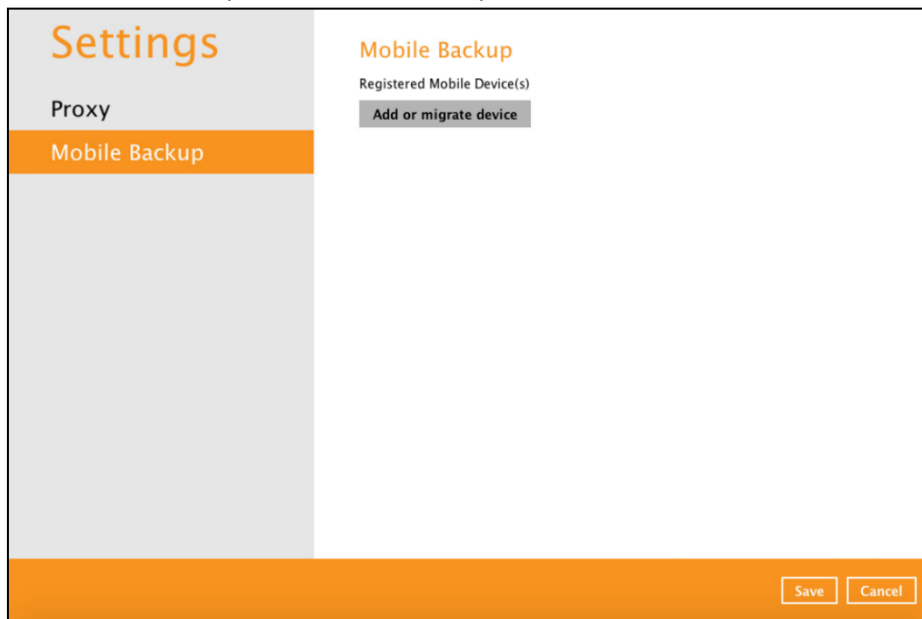 Settings
Proxy
Mobile Backup
Mobile Backup
Registered Mobile Device(s)
Add or migrate device
Save
Cancel